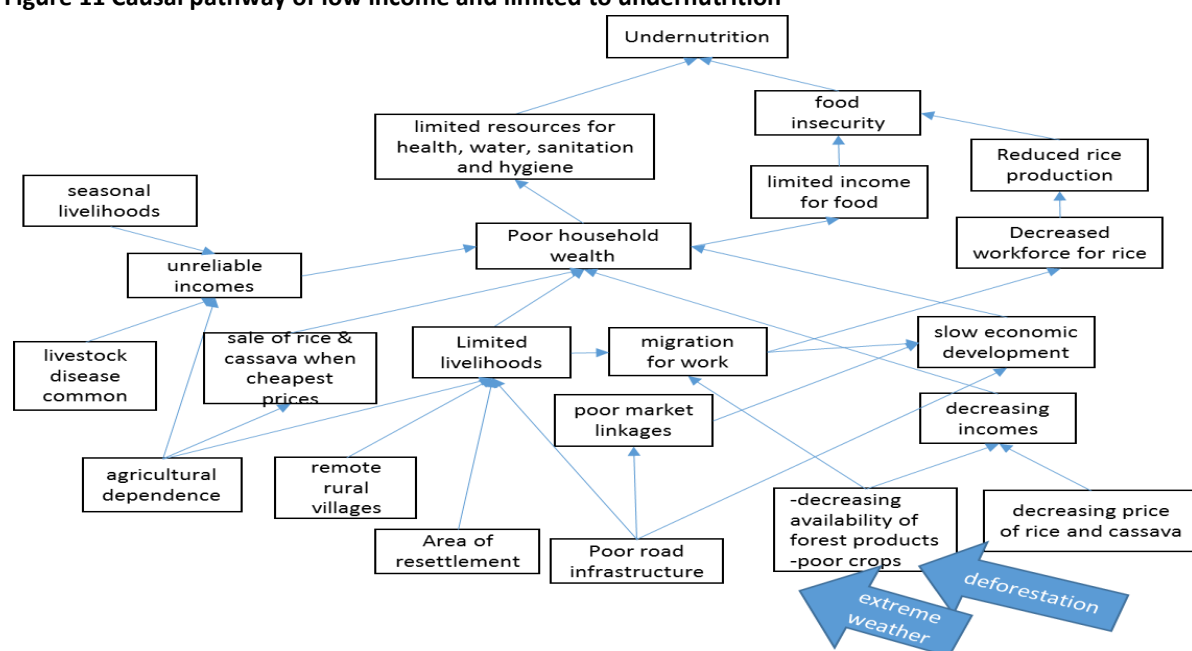 Figure 11 Causal pathway of low income and limited to undernutrition
Undernutrition
food
insecurity
limited resources for
health, water, sanitation
and hygiene
Reduced rice
production
seasonal
livelihoods
limited income
for food
Poor household
wealth
Decreased
workforce for rice
unreliable
incomes
sale of rice &
cassava when
cheapest
prices
Limited
livelihoods
migration
for work
slow economic
development
livestock
disease
common
poor market
linkages
decreasing
incomes
agricultural
dependence
remote
rural
villages
-decreasing
availability of
forest products
-poor crops
decreasing price
of rice and cassava
Area of
resettlement
Poor road
infrastructure
deforestation
extreme
weather